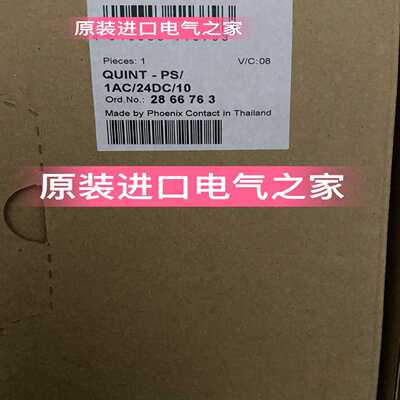 原装进口电气之家
Pieces: 1 V/C: 08
QUINT - PS/
1AC/24DC/10
Ord.No.: 28 66 76 3
Made by Phoenix Contact in Thailand
原装进口电气之家